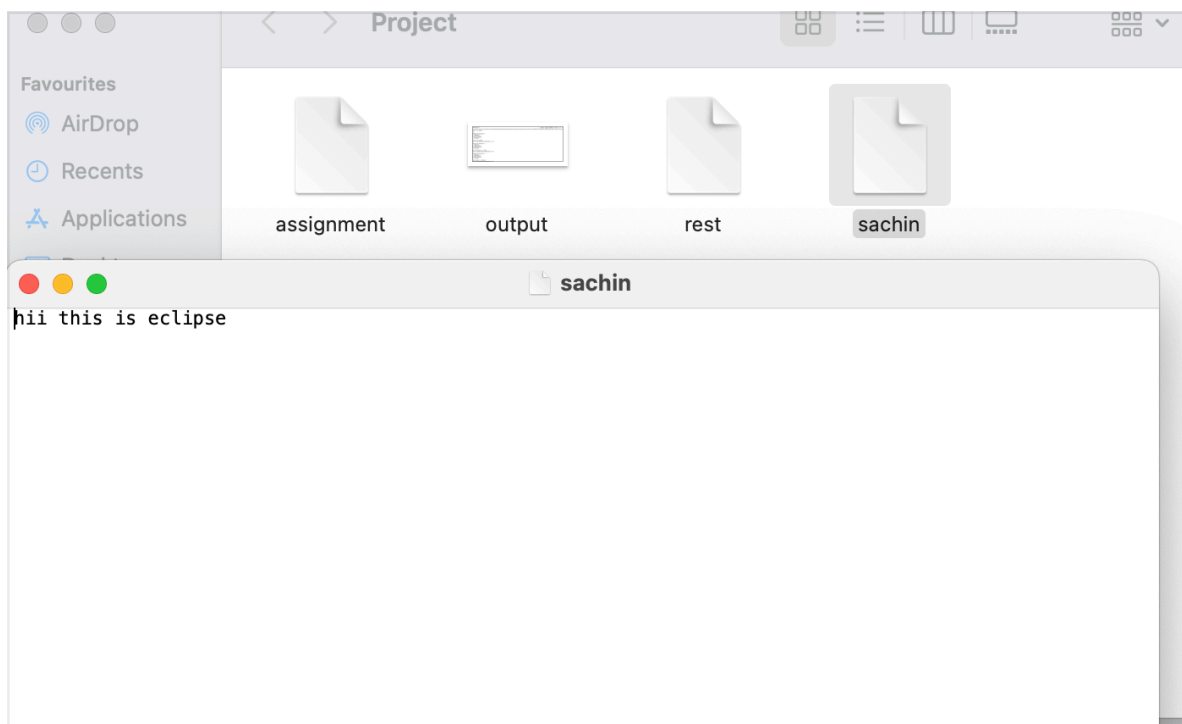 Project
Favourites
AirDrop
Recents
Applications
assignment
output
rest
sachin
sachin
hii this is eclipse